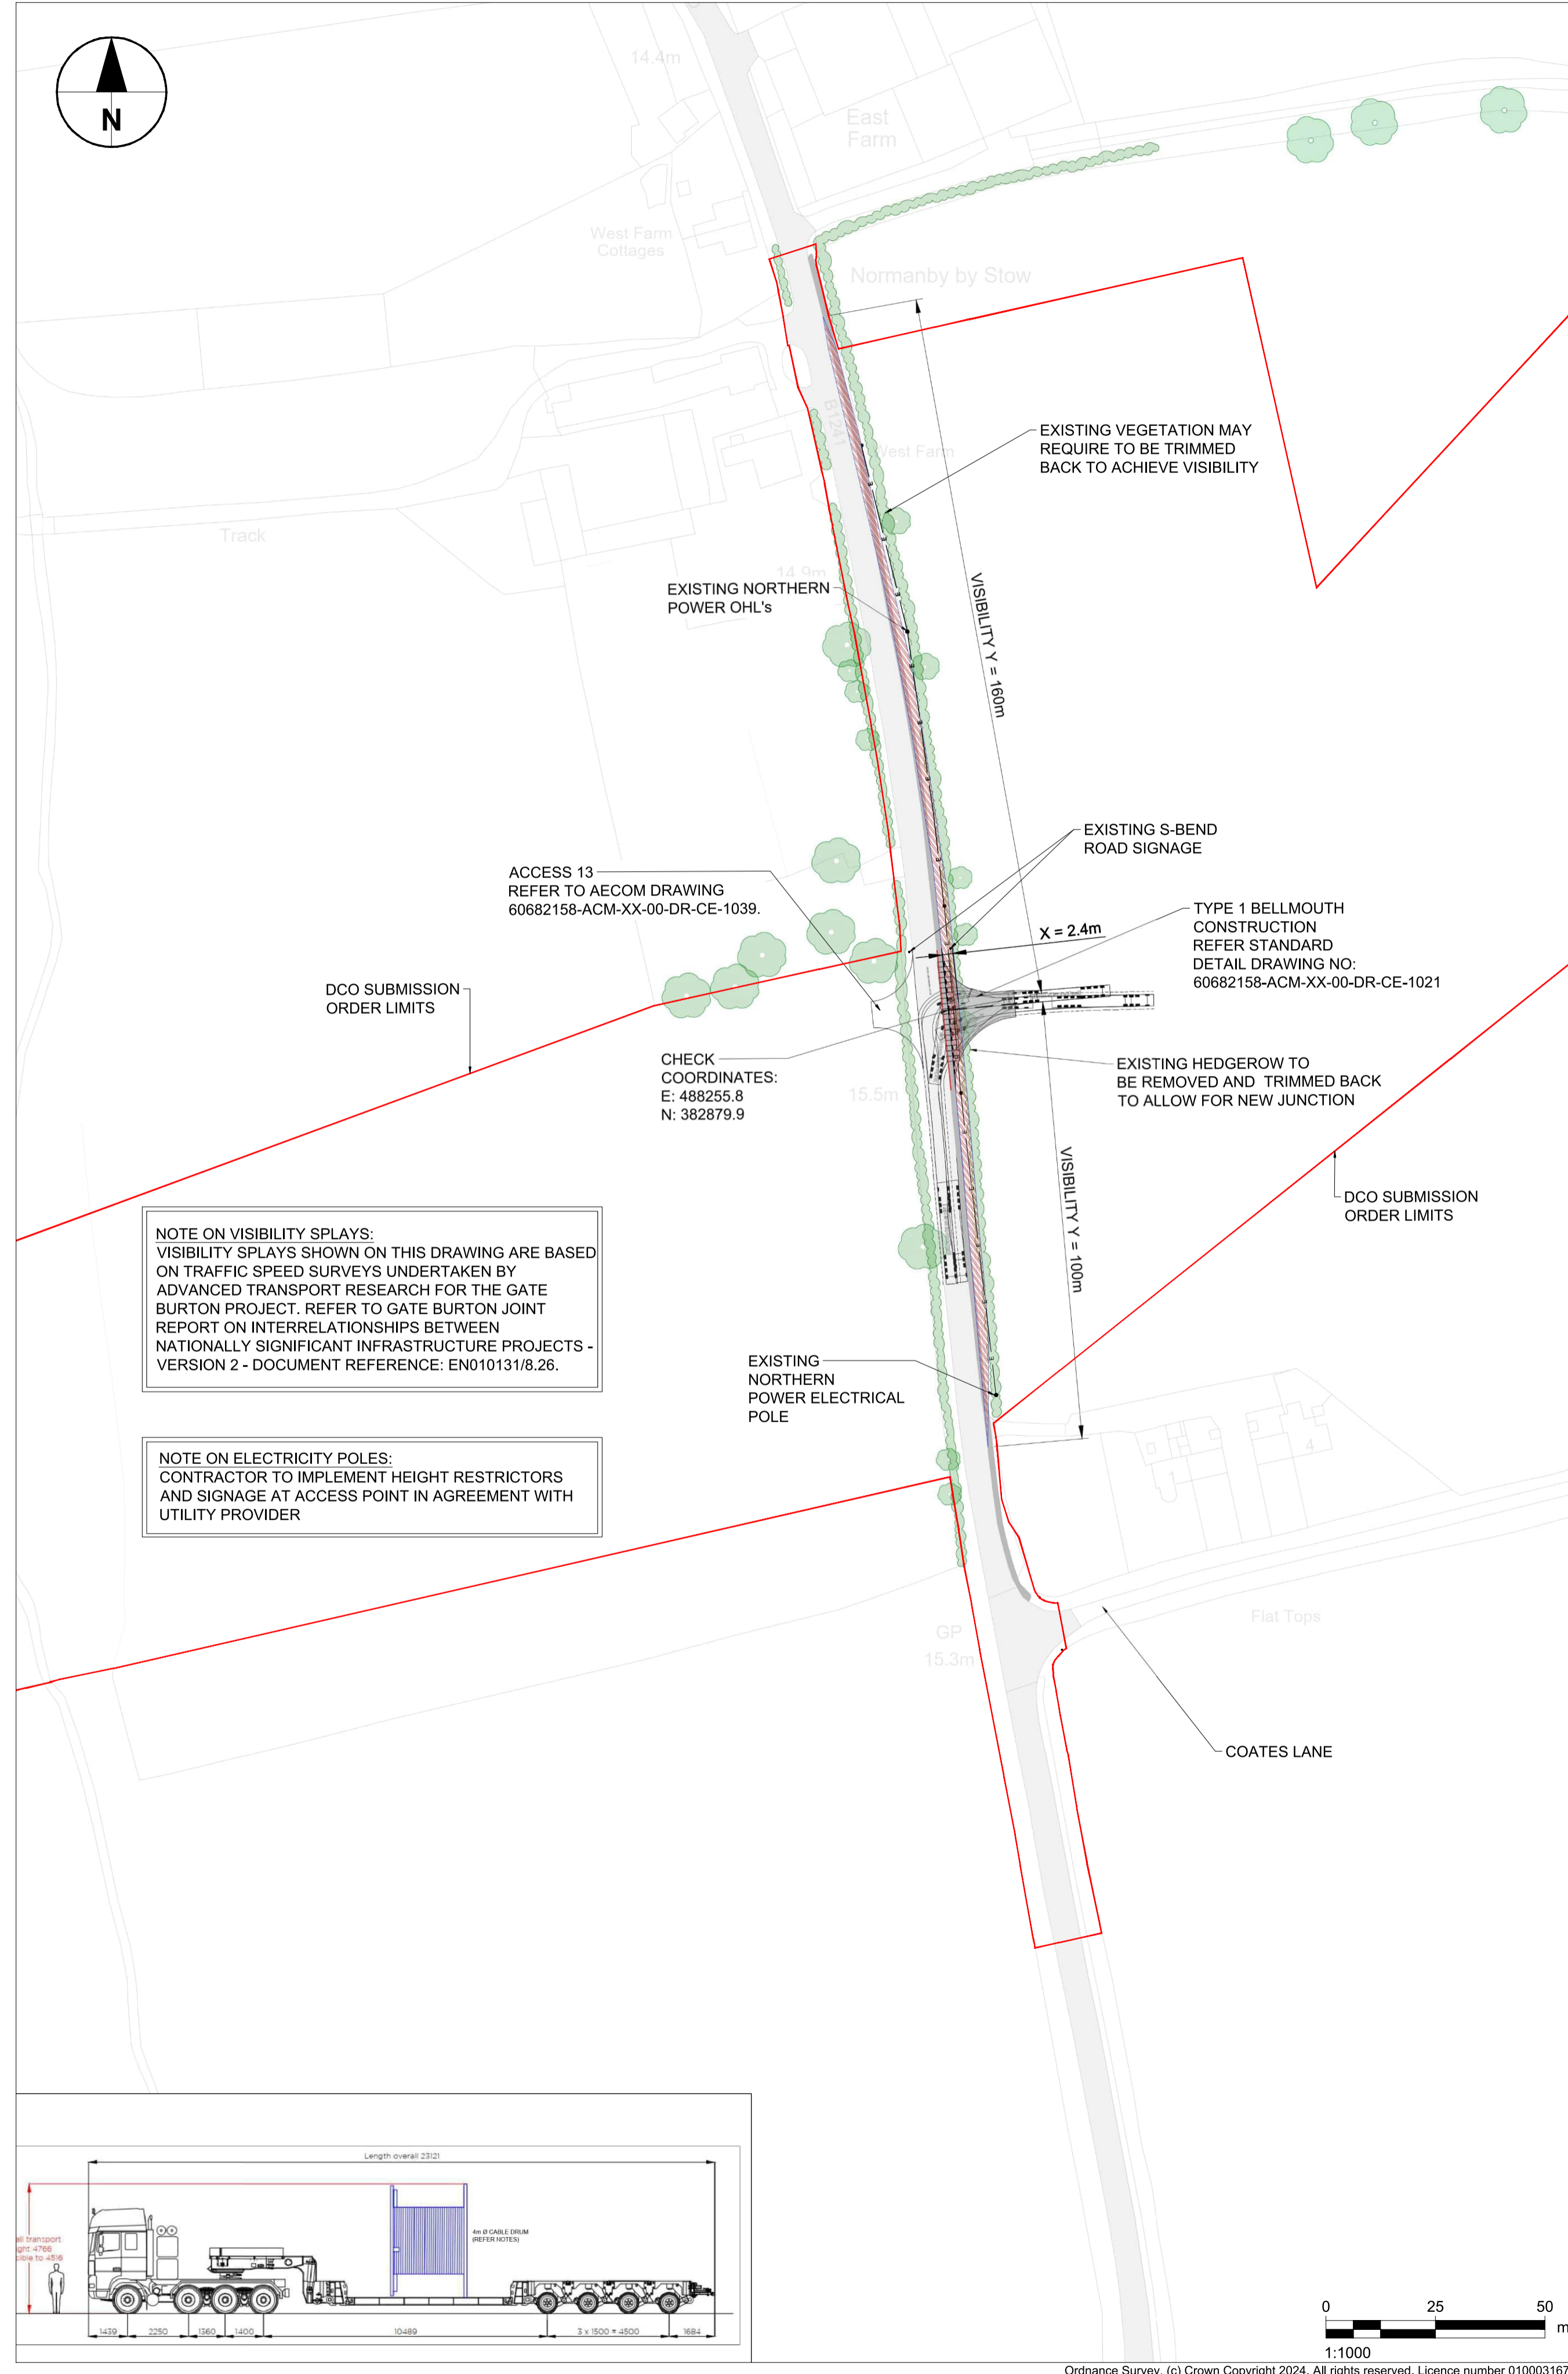 N
14.4m
East
Farm
West Farm
Cottages
Normanby by Stow
B1241
EXISTING VEGETATION MAY
REQUIRE TO BE TRIMMED
BACK TO ACHIEVE VISIBILITY
West Farm
Track
14.9m
EXISTING NORTHERN
POWER OHL's
VISIBILITY Y = 160m
EXISTING S-BEND
ROAD SIGNAGE
ACCESS 13
REFER TO AECOM DRAWING
60682158-ACM-XX-00-DR-CE-1039.
TYPE 1 BELLMOUTH
CONSTRUCTION
REFER STANDARD
DETAIL DRAWING NO:
60682158-ACM-XX-00-DR-CE-1021
X = 2.4m
DCO SUBMISSION
ORDER LIMITS
CHECK
COORDINATES:
E: 488255.8
N: 382879.9
15.5m
EXISTING HEDGEROW TO
BE REMOVED AND TRIMMED BACK
TO ALLOW FOR NEW JUNCTION
VISIBILITY Y = 100m
DCO SUBMISSION
ORDER LIMITS
NOTE ON VISIBILITY SPLAYS:
VISIBILITY SPLAYS SHOWN ON THIS DRAWING ARE BASED
ON TRAFFIC SPEED SURVEYS UNDERTAKEN BY
ADVANCED TRANSPORT RESEARCH FOR THE GATE
BURTON PROJECT. REFER TO GATE BURTON JOINT
REPORT ON INTERRELATIONSHIPS BETWEEN
NATIONALLY SIGNIFICANT INFRASTRUCTURE PROJECTS -
VERSION 2 - DOCUMENT REFERENCE: EN010131/8.26.
EXISTING
NORTHERN
POWER ELECTRICAL
POLE
NOTE ON ELECTRICITY POLES:
CONTRACTOR TO IMPLEMENT HEIGHT RESTRICTORS
AND SIGNAGE AT ACCESS POINT IN AGREEMENT WITH
UTILITY PROVIDER
1
4
GP
15.3m
Flat Tops
COATES LANE
Length overall 23121
all transport
ight 4766
cible to 4516
4m Ø CABLE DRUM
(REFER NOTES)
1439 2250 1360 1400 10489 3 x 1500 = 4500 1684
0 25 50
m
1:1000
Ordnance Survey, (c) Crown Copyright 2024. All rights reserved. Licence number 010003167